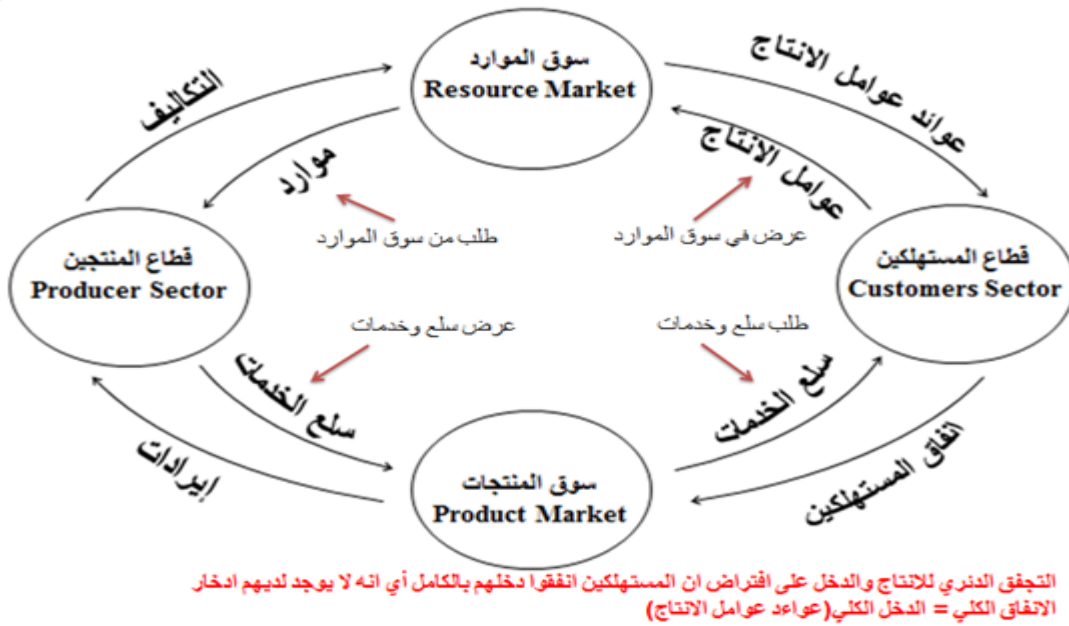 سوق الموارد
Resource Market
التكاليف
عوائد عوامل الانتاج
موارد
عوامل الانتاج
طلب من سوق الموارد
عرض في سوق الموارد
قطاع المنتجين
Producer Sector
قطاع المستهلكين
Customers Sector
عرض سلع وخدمات
طلب سلع وخدمات
سلع الخدمات
سلع الخدمات
إيرادات
انفاق المستهلكين
سوق المنتجات
Product Market
التجفق الدئري للانتاج والدخل على افتراض ان المستهلكين انفقوا دخلهم بالكامل أي انه لا يوجد لديهم ادخار
الانفاق الكلي = الدخل الكلي(عواءد عوامل الانتاج)